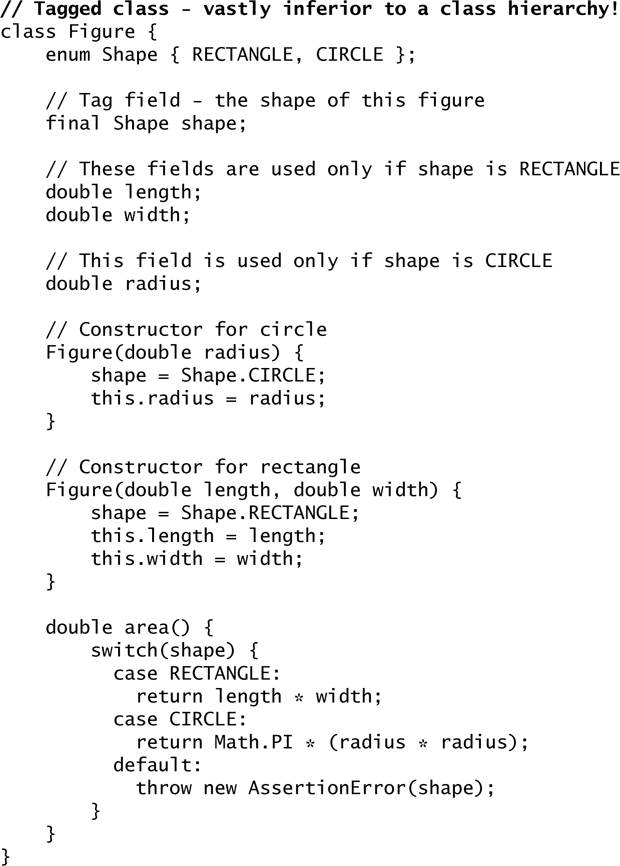 // Tagged class - vastly inferior to a class hierarchy!
class Figure {
    enum Shape { RECTANGLE, CIRCLE };

    // Tag field - the shape of this figure
    final Shape shape;

    // These fields are used only if shape is RECTANGLE
    double length;
    double width;

    // This field is used only if shape is CIRCLE
    double radius;

    // Constructor for circle
    Figure(double radius) {
        shape = Shape.CIRCLE;
        this.radius = radius;
    }

    // Constructor for rectangle
    Figure(double length, double width) {
        shape = Shape.RECTANGLE;
        this.length = length;
        this.width = width;
    }

    double area() {
        switch(shape) {
          case RECTANGLE:
            return length * width;
          case CIRCLE:
            return Math.PI * (radius * radius);
          default:
            throw new AssertionError(shape);
        }
    }
}